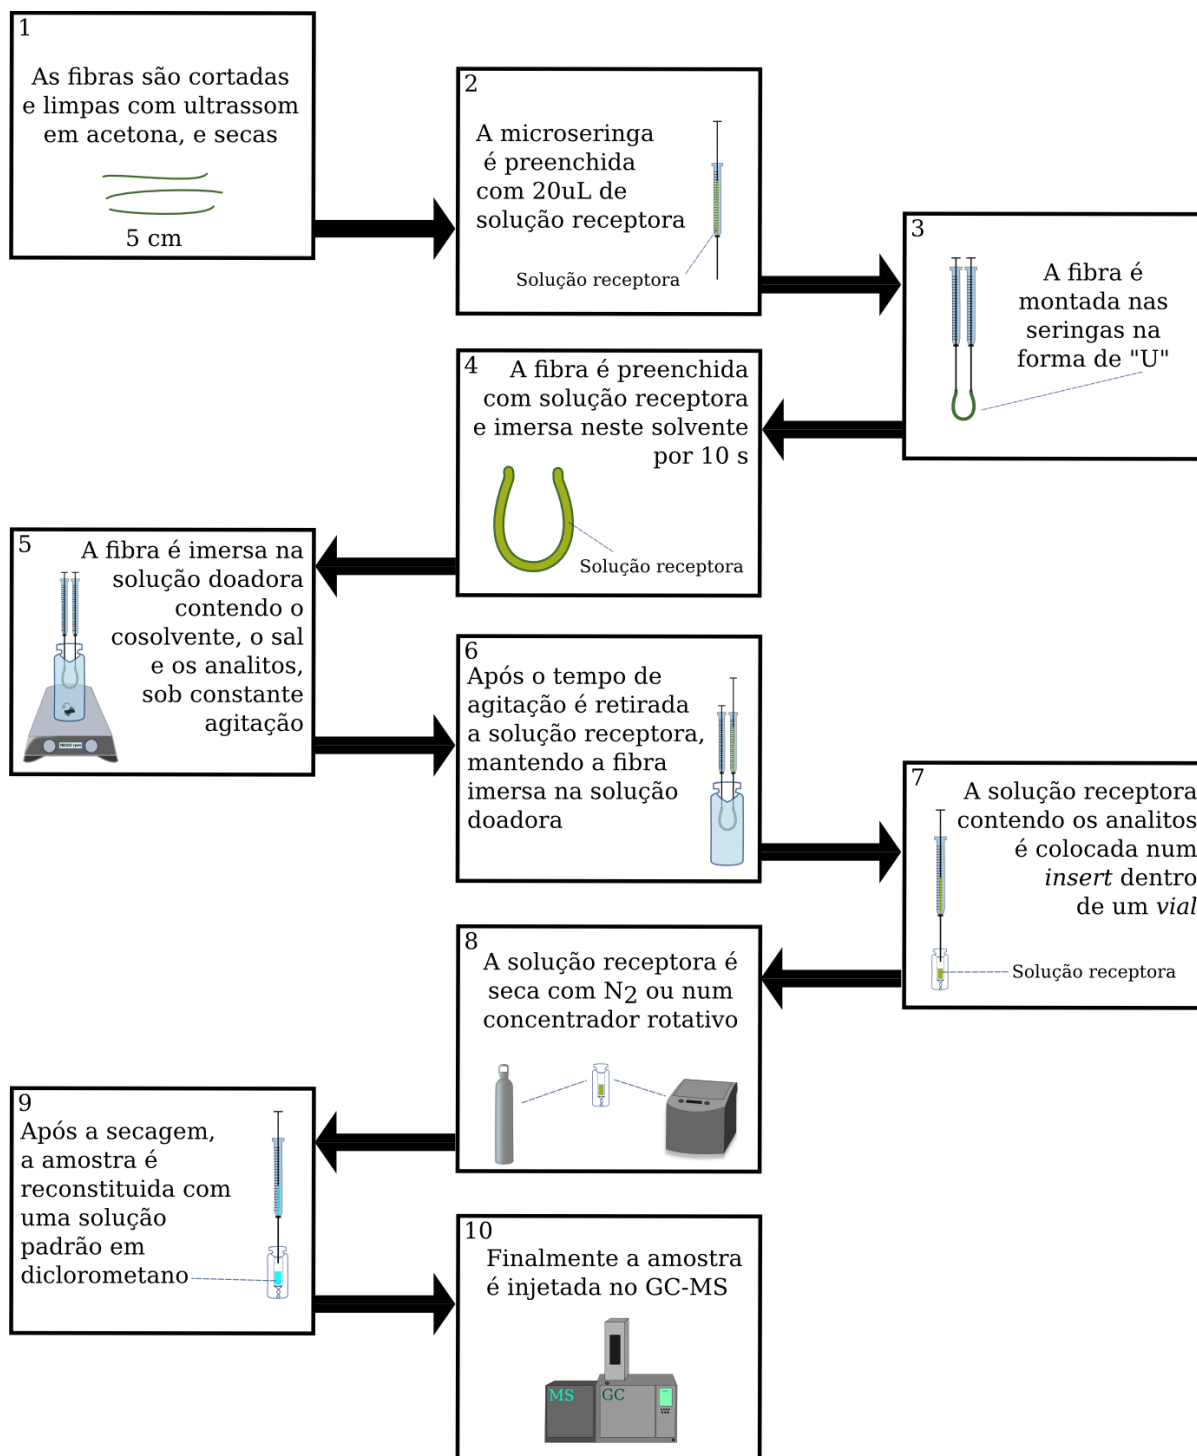 1
As fibras são cortadas
e limpas com ultrassom
em acetona, e secas
5 cm
2
A microseringa
é preenchida
com 20uL de
solução receptora
Solução receptora
3
A fibra é
montada nas
seringas na
forma de "U"
4
A fibra é preenchida
com solução receptora
e imersa neste solvente
por 10 s
Solução receptora
5
A fibra é imersa na
solução doadora
contendo o
cosolvente, o sal
e os analitos,
sob constante
agitação
6
Após o tempo de
agitação é retirada
a solução receptora,
mantendo a fibra
imersa na solução
doadora
7
A solução receptora
contendo os analitos
é colocada num
insert dentro
de um vial
Solução receptora
8
A solução receptora é
seca com N2 ou num
concentrador rotativo
9
Após a secagem,
a amostra é
reconstituida com
uma solução
padrão em
diclorometano
10
Finalmente a amostra
é injetada no GC-MS
MS GC